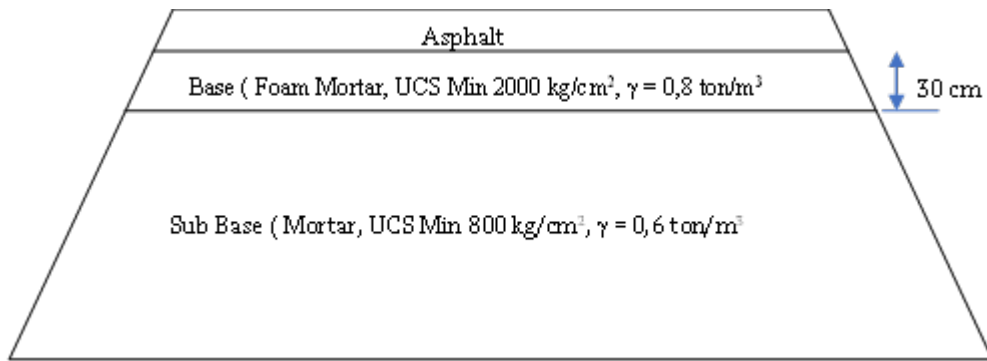 Asphalt
Base ( Foam Mortar, UCS Min 2000 kg/cm², γ = 0,8 ton/m³
30 cm
Sub Base ( Mortar, UCS Min 800 kg/cm², γ = 0,6 ton/m³